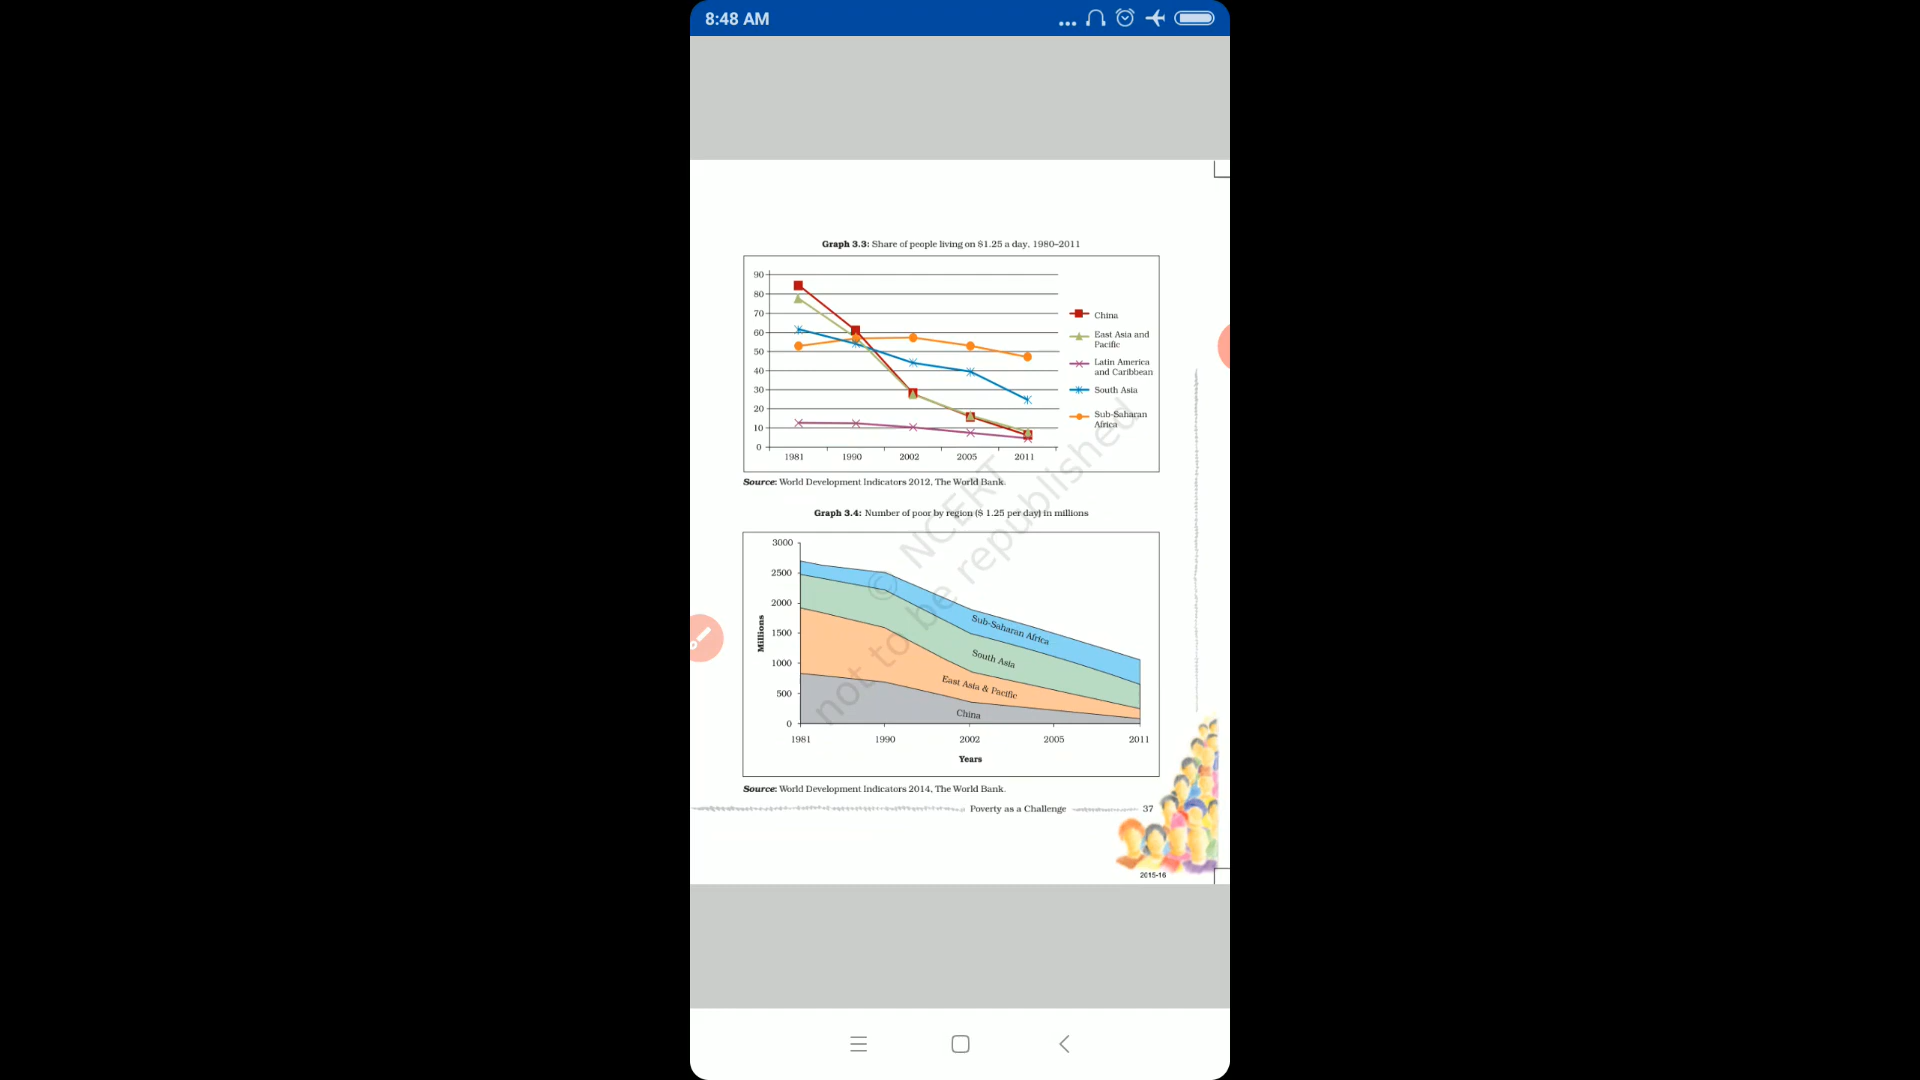 8:48 AM
Graph 3.3: Share of people living on $1.25 a day, 1980–2011
90
80
70
60
50
40
30
20
10
0
1981 1990 2002 2005 2011
China
East Asia and
Pacific
Latin America
and Caribbean
South Asia
Sub-Saharan
Africa
Source: World Development Indicators 2012, The World Bank.
Graph 3.4: Number of poor by region ($ 1.25 per day) in millions
3000
2500
2000
1500
1000
500
0
Millions
Sub-Saharan Africa
South Asia
East Asia & Pacific
China
1981 1990 2002 2005 2011
Years
Source: World Development Indicators 2014, The World Bank.
Poverty as a Challenge 37
2015-16
© NCERT
not to be republished